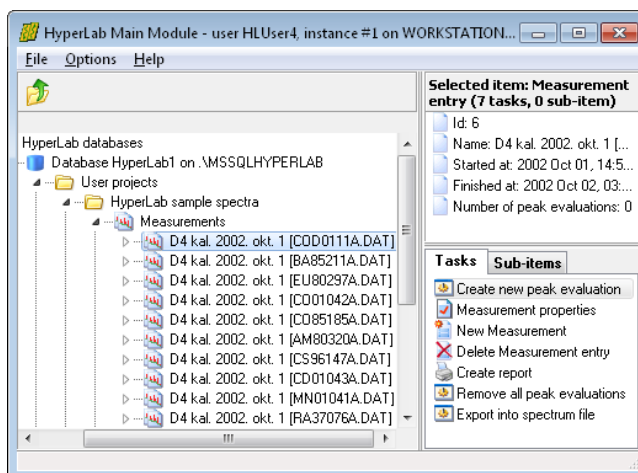 HyperLab Main Module - user HLUser4, instance #1 on WORKSTATION...
File Options Help
HyperLab databases
Database HyperLab1 on .\MSSQLHYPERLAB
User projects
HyperLab sample spectra
Measurements
D4 kal. 2002. okt. 1 [COD0111A.DAT]
D4 kal. 2002. okt. 1 [BA85211A.DAT]
D4 kal. 2002. okt. 1 [EU80297A.DAT]
D4 kal. 2002. okt. 1 [CO01042A.DAT]
D4 kal. 2002. okt. 1 [CO85185A.DAT]
D4 kal. 2002. okt. 1 [AM80320A.DAT]
D4 kal. 2002. okt. 1 [CS96147A.DAT]
D4 kal. 2002. okt. 1 [CD01043A.DAT]
D4 kal. 2002. okt. 1 [MN01041A.DAT]
D4 kal. 2002. okt. 1 [RA37076A.DAT]
Selected item: Measurement
entry (7 tasks, 0 sub-item)
Id: 6
Name: D4 kal. 2002. okt. 1 [...
Started at: 2002 Oct 01, 14:5...
Finished at: 2002 Oct 02, 03:...
Number of peak evaluations: 0
Tasks Sub-items
Create new peak evaluation
Measurement properties
New Measurement
Delete Measurement entry
Create report
Remove all peak evaluations
Export into spectrum file